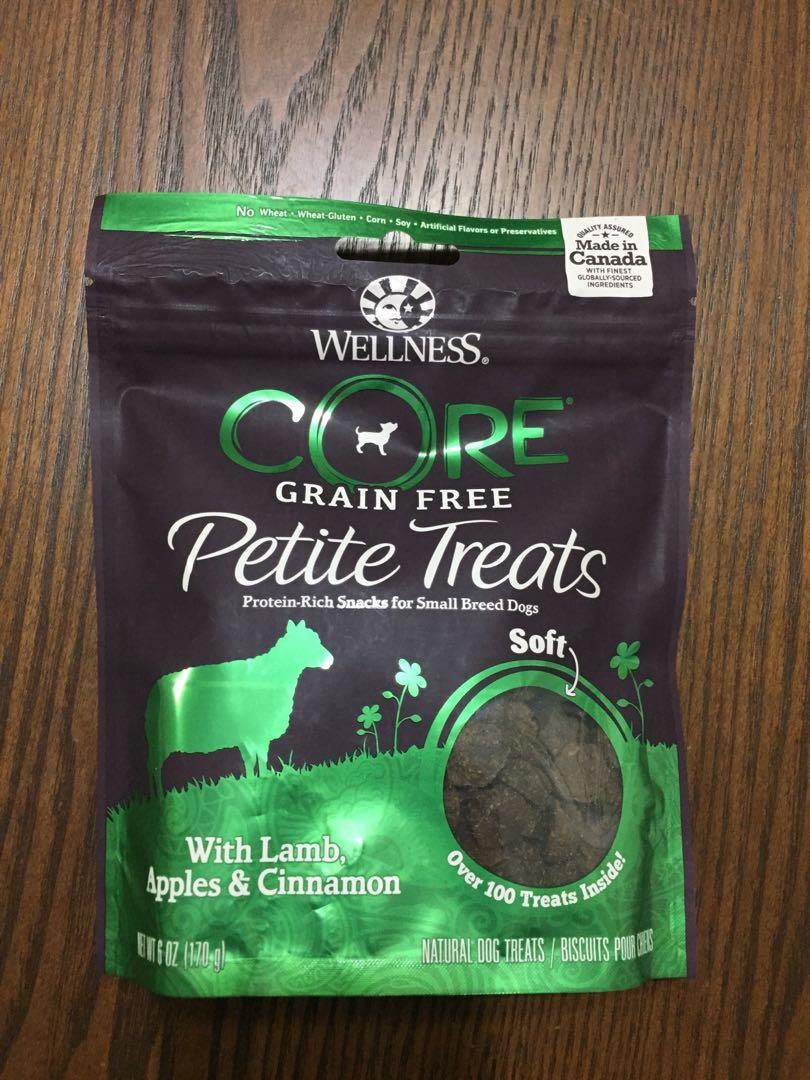 No Wheat • Wheat-Gluten • Corn • Soy • Artificial Flavors or Preservatives
QUALITY ASSURED
Made in
Canada
WITH FINEST
GLOBALLY-SOURCED
INGREDIENTS
WELLNESS®
CORE®
GRAIN FREE
Petite Treats
Protein-Rich Snacks for Small Breed Dogs
Soft
With Lamb,
Apples & Cinnamon
Over 100 Treats Inside!
NET WT 6 OZ (170 g)
NATURAL DOG TREATS / BISCUITS POUR CHIENS